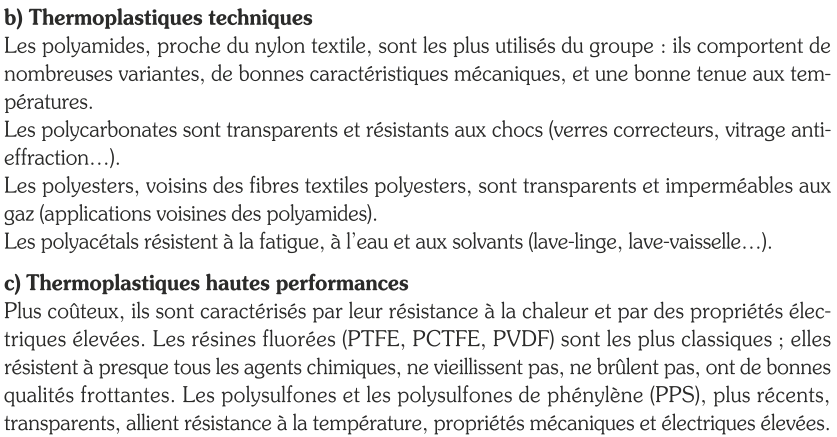 b) Thermoplastiques techniques
Les polyamides, proche du nylon textile, sont les plus utilisés du groupe : ils comportent de
nombreuses variantes, de bonnes caractéristiques mécaniques, et une bonne tenue aux tem-
pératures.
Les polycarbonates sont transparents et résistants aux chocs (verres correcteurs, vitrage anti-
effraction…).
Les polyesters, voisins des fibres textiles polyesters, sont transparents et imperméables aux
gaz (applications voisines des polyamides).
Les polyacétals résistent à la fatigue, à l'eau et aux solvants (lave-linge, lave-vaisselle…).
c) Thermoplastiques hautes performances
Plus coûteux, ils sont caractérisés par leur résistance à la chaleur et par des propriétés élec-
triques élevées. Les résines fluorées (PTFE, PCTFE, PVDF) sont les plus classiques ; elles
résistent à presque tous les agents chimiques, ne vieillissent pas, ne brûlent pas, ont de bonnes
qualités frottantes. Les polysulfones et les polysulfones de phénylène (PPS), plus récents,
transparents, allient résistance à la température, propriétés mécaniques et électriques élevées.